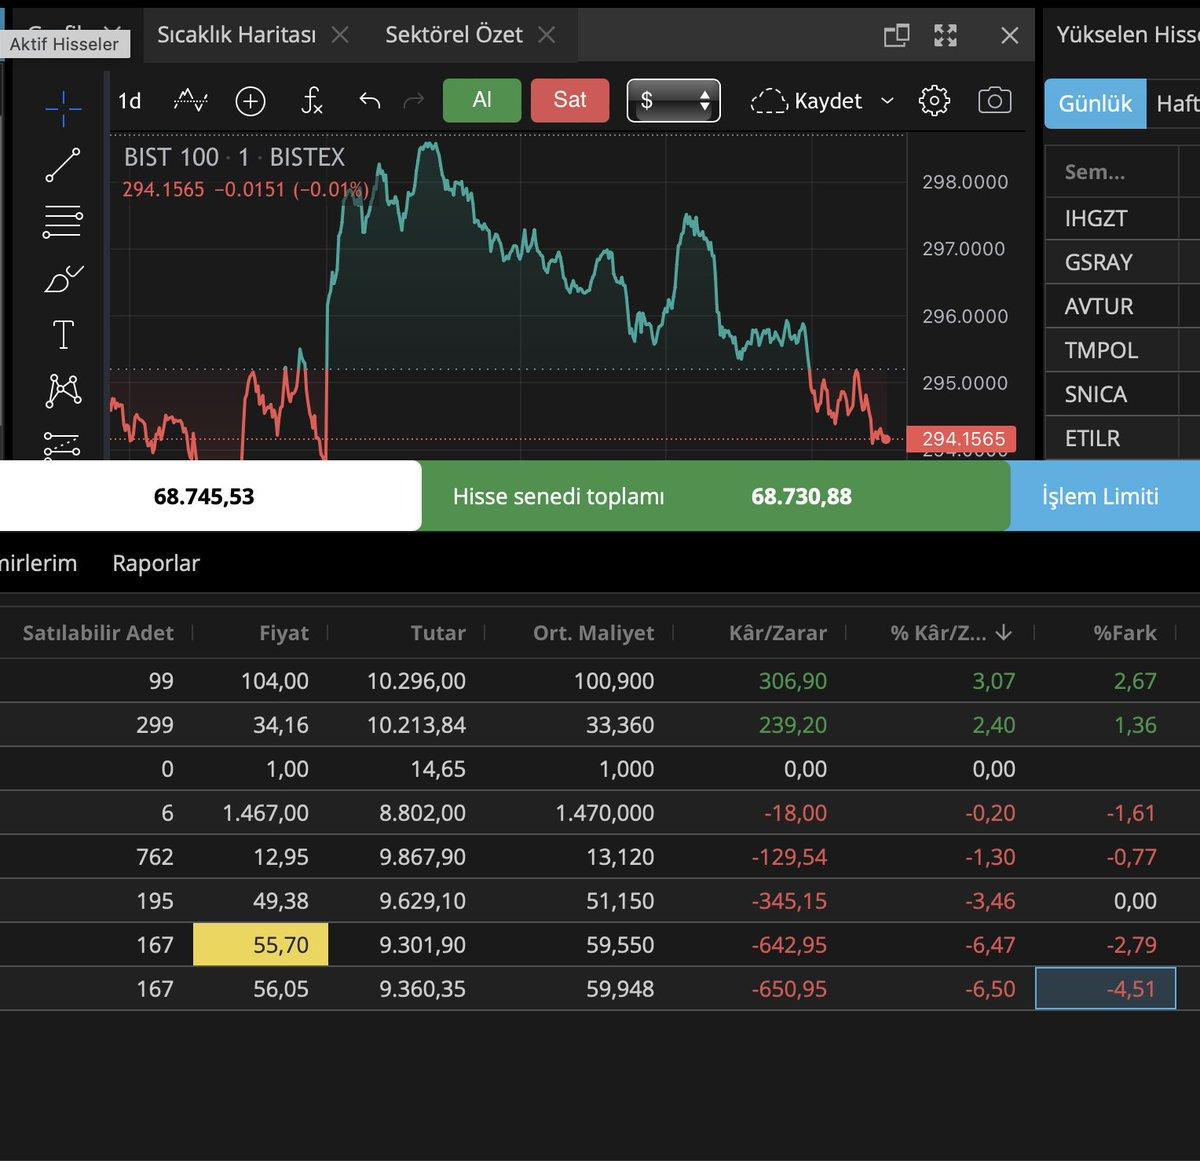 Aktif Hisseler
Sıcaklık Haritası
Sektörel Özet
Yükselen Hisse
1d
Al
Sat
$
Kaydet
Günlük
Haft
BIST 100 · 1 · BISTEX
294.1565 −0.0151 (−0.01%)
298.0000
297.0000
296.0000
295.0000
294.1565
294.0000
Sem...
IHGZT
GSRAY
AVTUR
TMPOL
SNICA
ETILR
68.745,53
Hisse senedi toplamı 68.730,88
İşlem Limiti
mirlerim Raporlar
Satılabilir Adet Fiyat Tutar Ort. Maliyet Kâr/Zarar % Kâr/Z... ↓ %Fark
99 104,00 10.296,00 100,900 306,90 3,07 2,67
299 34,16 10.213,84 33,360 239,20 2,40 1,36
0 1,00 14,65 1,000 0,00 0,00
6 1.467,00 8.802,00 1.470,000 -18,00 -0,20 -1,61
762 12,95 9.867,90 13,120 -129,54 -1,30 -0,77
195 49,38 9.629,10 51,150 -345,15 -3,46 0,00
167 55,70 9.301,90 59,550 -642,95 -6,47 -2,79
167 56,05 9.360,35 59,948 -650,95 -6,50 -4,51